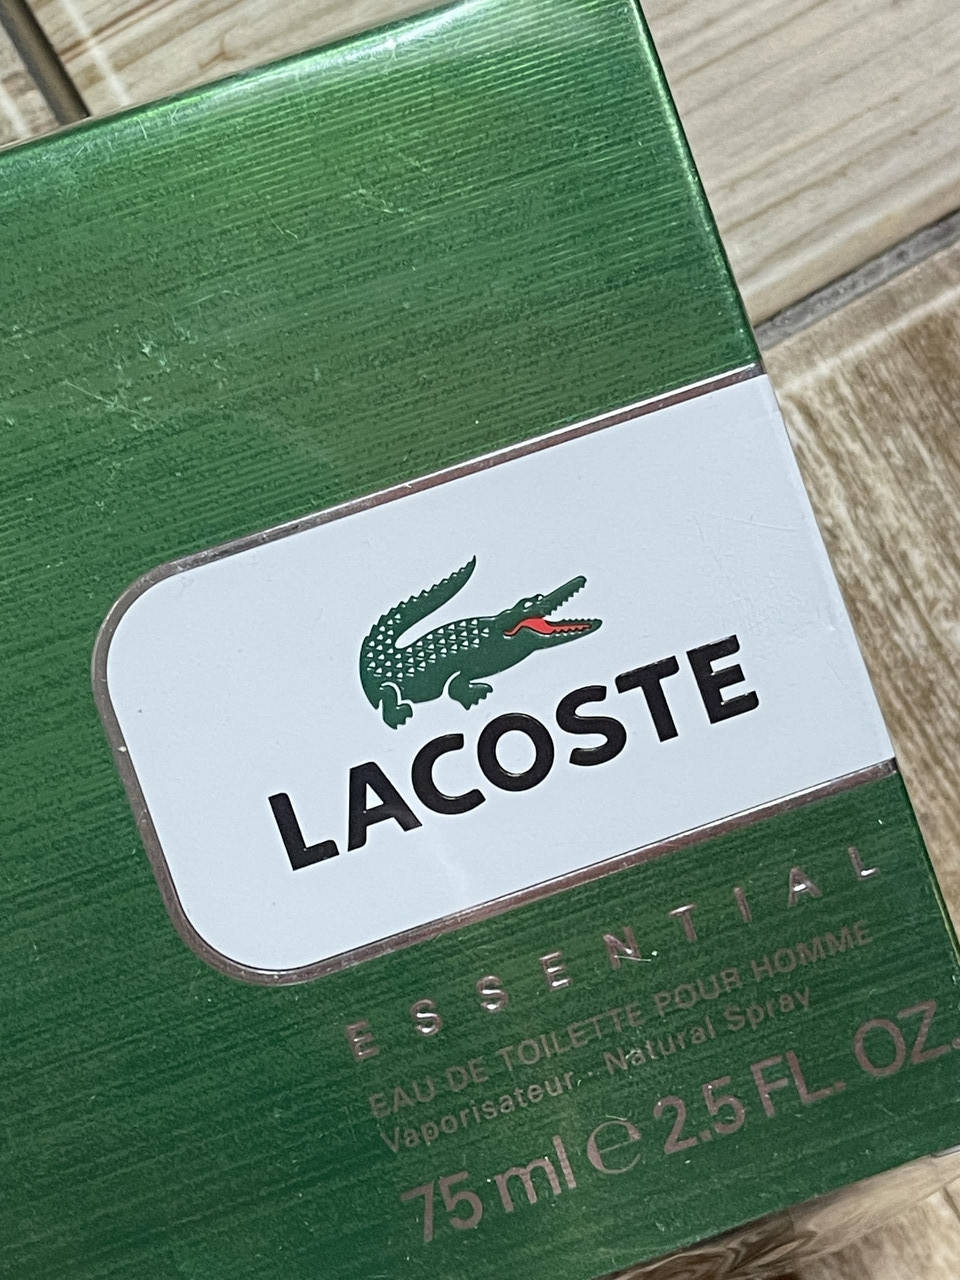 LACOSTE
ESSENTIAL
EAU DE TOILETTE POUR HOMME
Vaporisateur · Natural Spray
75 ml ℮ 2.5 FL. OZ.